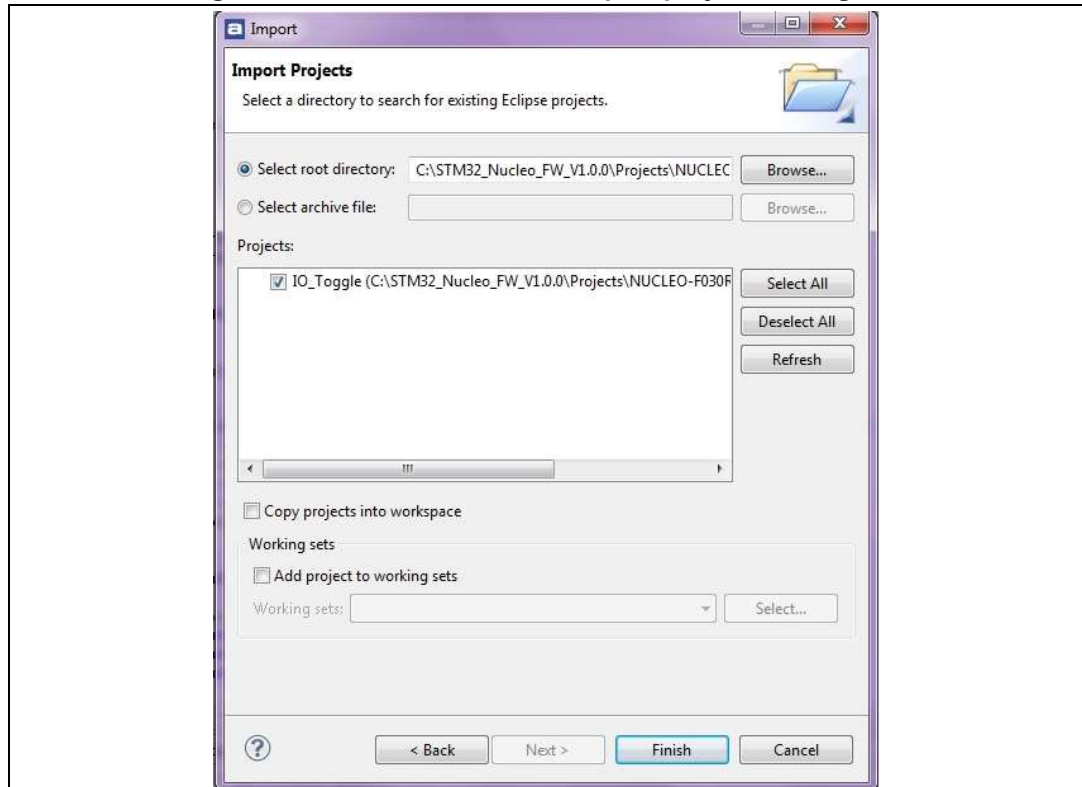 Import
Import Projects
Select a directory to search for existing Eclipse projects.
Select root directory: C:\STM32_Nucleo_FW_V1.0.0\Projects\NUCLEO Browse...
Select archive file: Browse...
Projects:
IO_Toggle (C:\STM32_Nucleo_FW_V1.0.0\Projects\NUCLEO-F030R Select All
Deselect All
Refresh
Copy projects into workspace
Working sets
Add project to working sets
Working sets: Select...
< Back Next > Finish Cancel